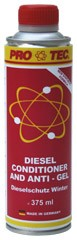 PRO TEC
DIESEL
CONDITIONER
AND ANTI - GEL
Dieselschutz Winter
℮ 375 ml
MADE IN GERMANY